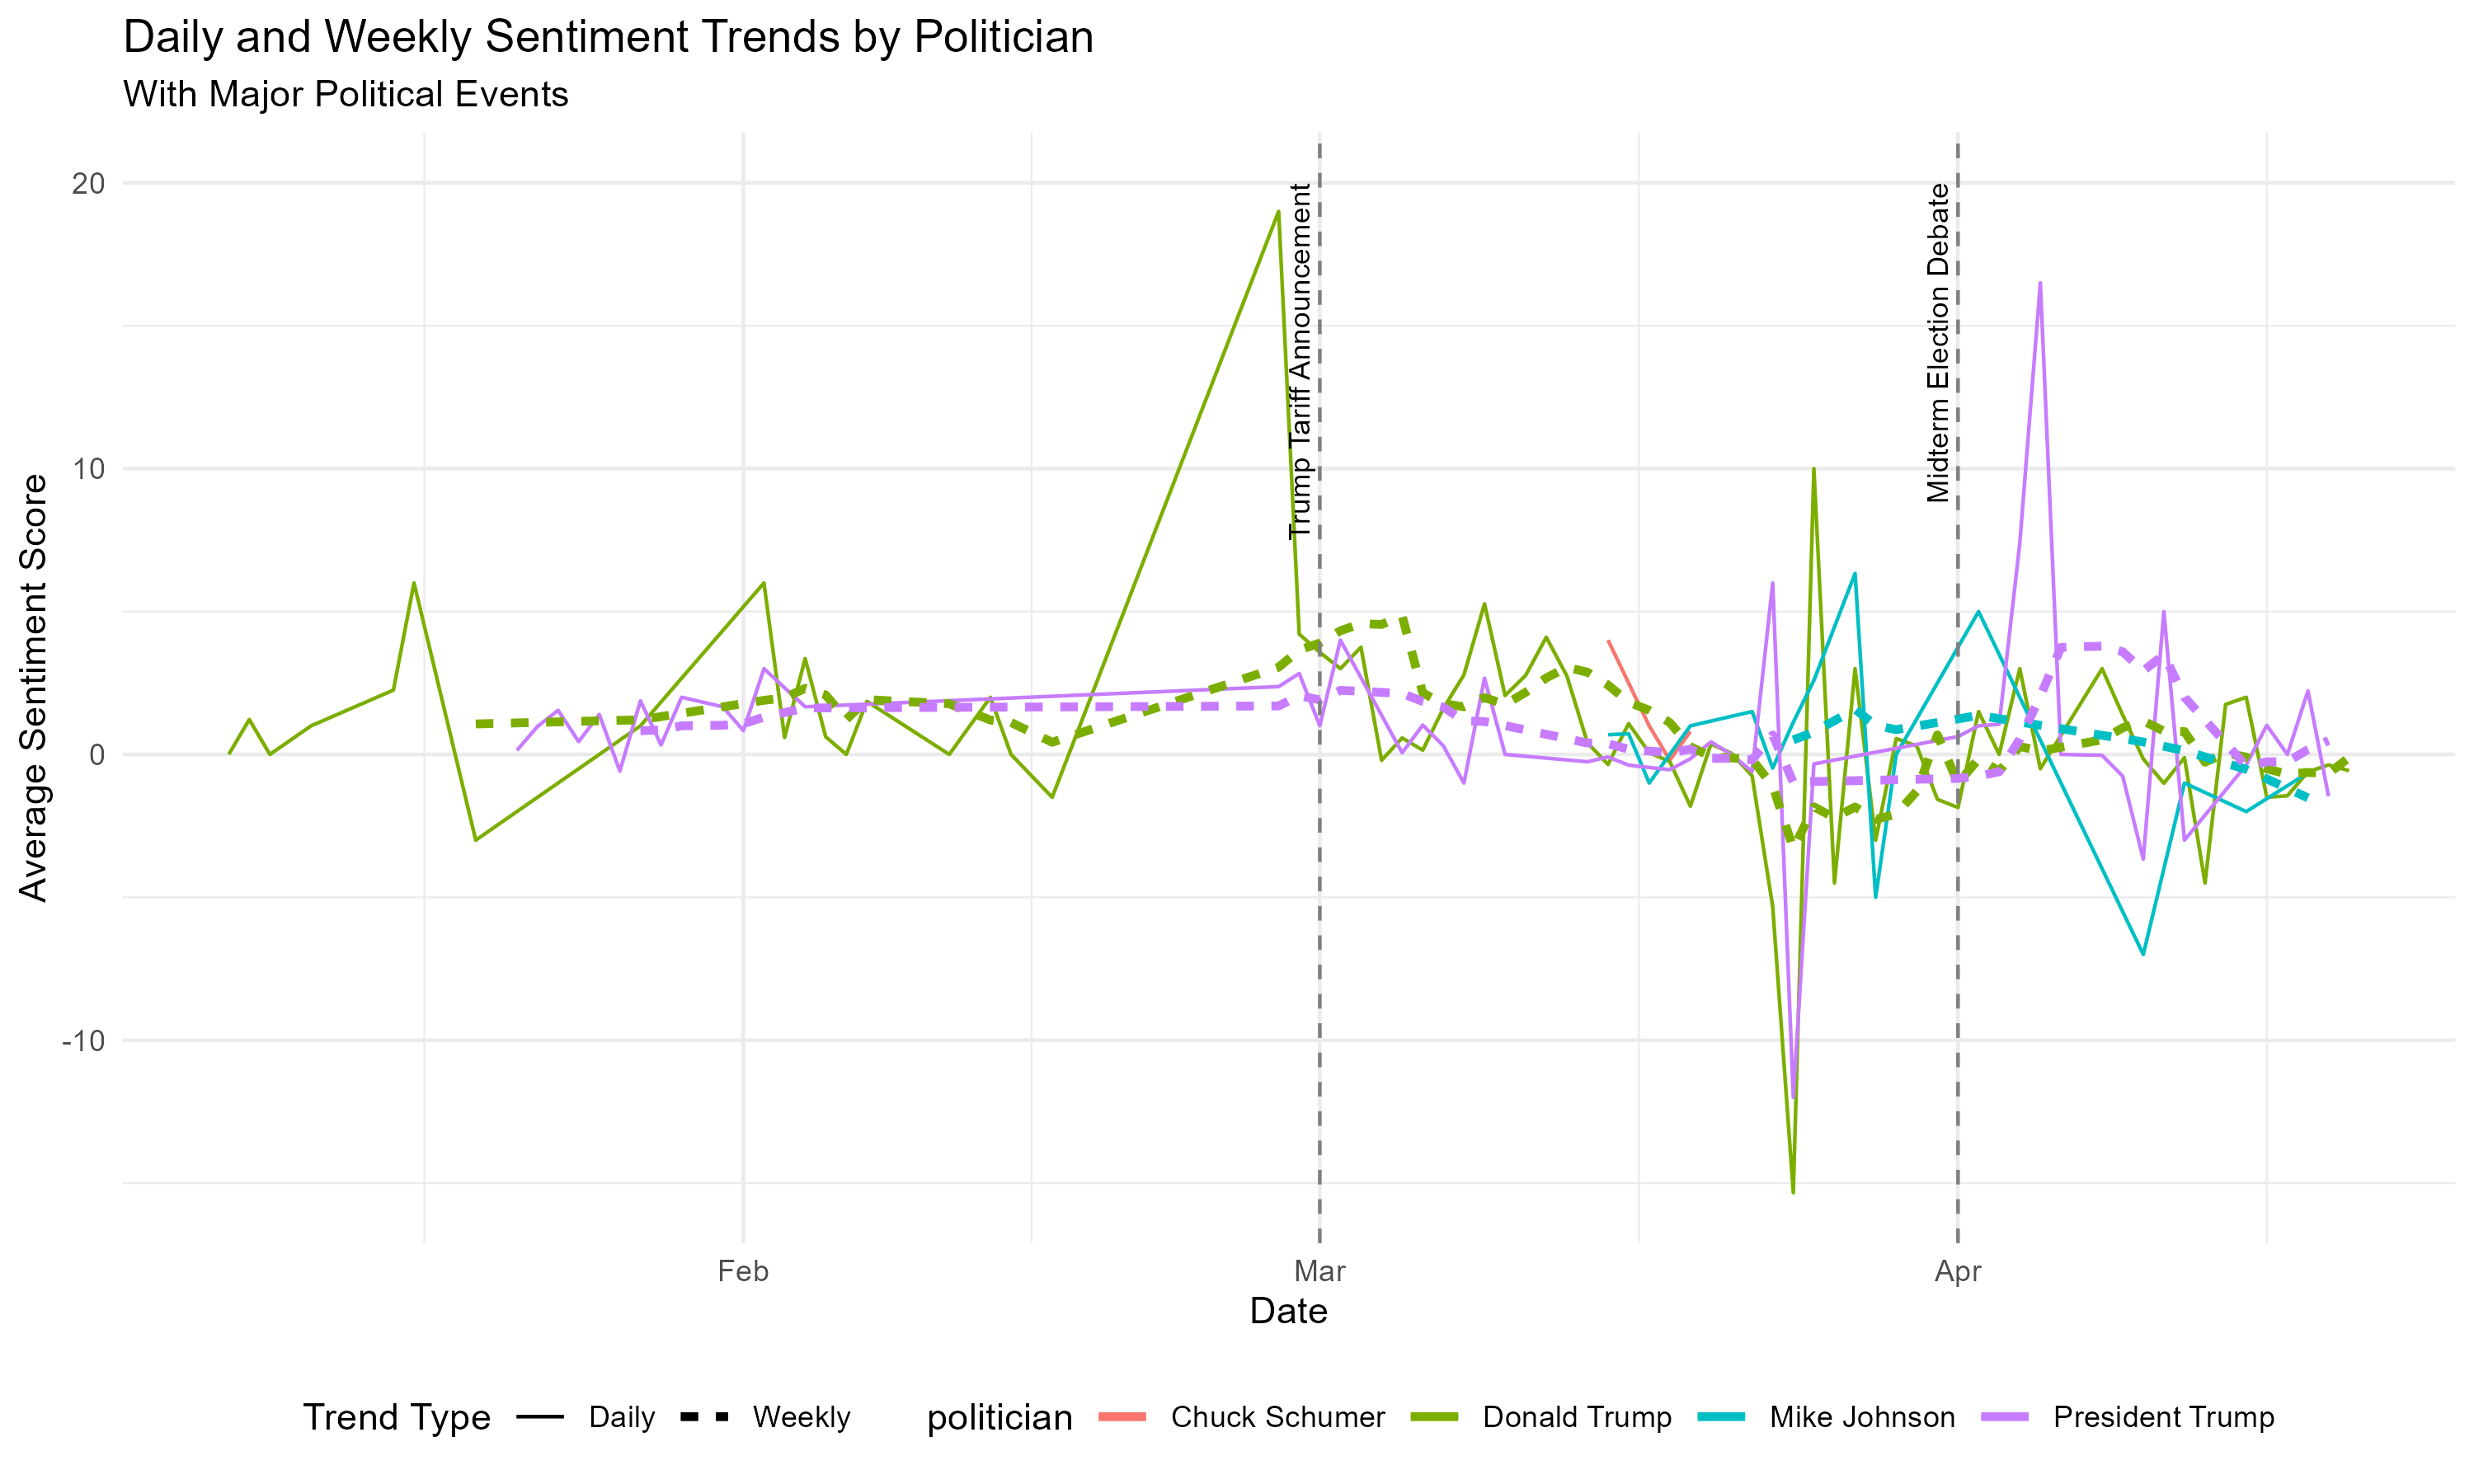 Daily and Weekly Sentiment Trends by Politician
With Major Political Events
Average Sentiment Score
20
10
0
-10
Trump Tariff Announcement
Midterm Election Debate
Feb
Mar
Apr
Date
Trend Type
Daily
Weekly
politician
Chuck Schumer
Donald Trump
Mike Johnson
President Trump